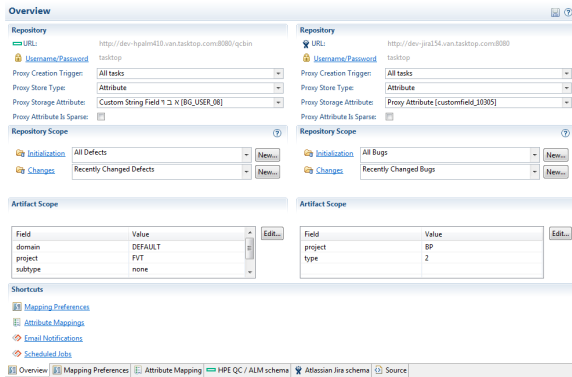 Overview
Repository
URL: http://dev-hpalm410.van.tasktop.com:8080/qcbin
Username/Password tasktop
Proxy Creation Trigger: All tasks
Proxy Store Type: Attribute
Proxy Storage Attribute: Custom String Field א ב ר [BG_USER_08]
Proxy Attribute Is Sparse:
Repository Scope
Initialization All Defects New...
Changes Recently Changed Defects New...
Artifact Scope
Field Value Edit...
domain DEFAULT
project FVT
subtype none
Repository
URL: http://dev-jira154.van.tasktop.com:8080
Username/Password tasktop
Proxy Creation Trigger: All tasks
Proxy Store Type: Attribute
Proxy Storage Attribute: Proxy Attribute [customfield_10305]
Proxy Attribute Is Sparse:
Repository Scope
Initialization All Bugs New...
Changes Recently Changed Bugs New...
Artifact Scope
Field Value Edit...
project BP
type 2
Shortcuts
Mapping Preferences
Attribute Mappings
Email Notifications
Scheduled Jobs
Overview Mapping Preferences Attribute Mapping HPE QC / ALM schema Atlassian Jira schema Source